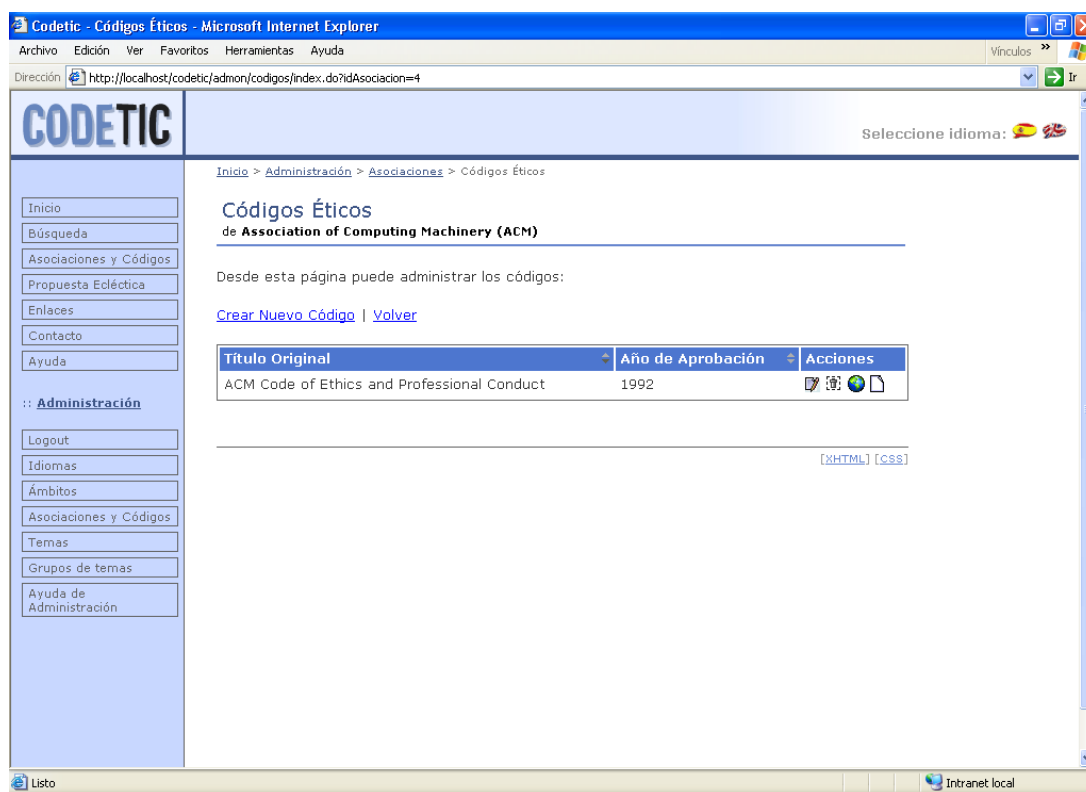 Codetic - Códigos Éticos - Microsoft Internet Explorer
Archivo Edición Ver Favoritos Herramientas Ayuda
Vínculos »
Dirección http://localhost/codetic/admon/codigos/index.do?idAsociacion=4
Ir
CODETIC
Seleccione idioma:
Inicio > Administración > Asociaciones > Códigos Éticos
Códigos Éticos
de Association of Computing Machinery (ACM)
Desde esta página puede administrar los códigos:
Crear Nuevo Código | Volver
Título Original Año de Aprobación Acciones
ACM Code of Ethics and Professional Conduct 1992
[XHTML] [CSS]
Inicio
Búsqueda
Asociaciones y Códigos
Propuesta Ecléctica
Enlaces
Contacto
Ayuda
:: Administración
Logout
Idiomas
Ámbitos
Asociaciones y Códigos
Temas
Grupos de temas
Ayuda de
Administración
Listo
Intranet local